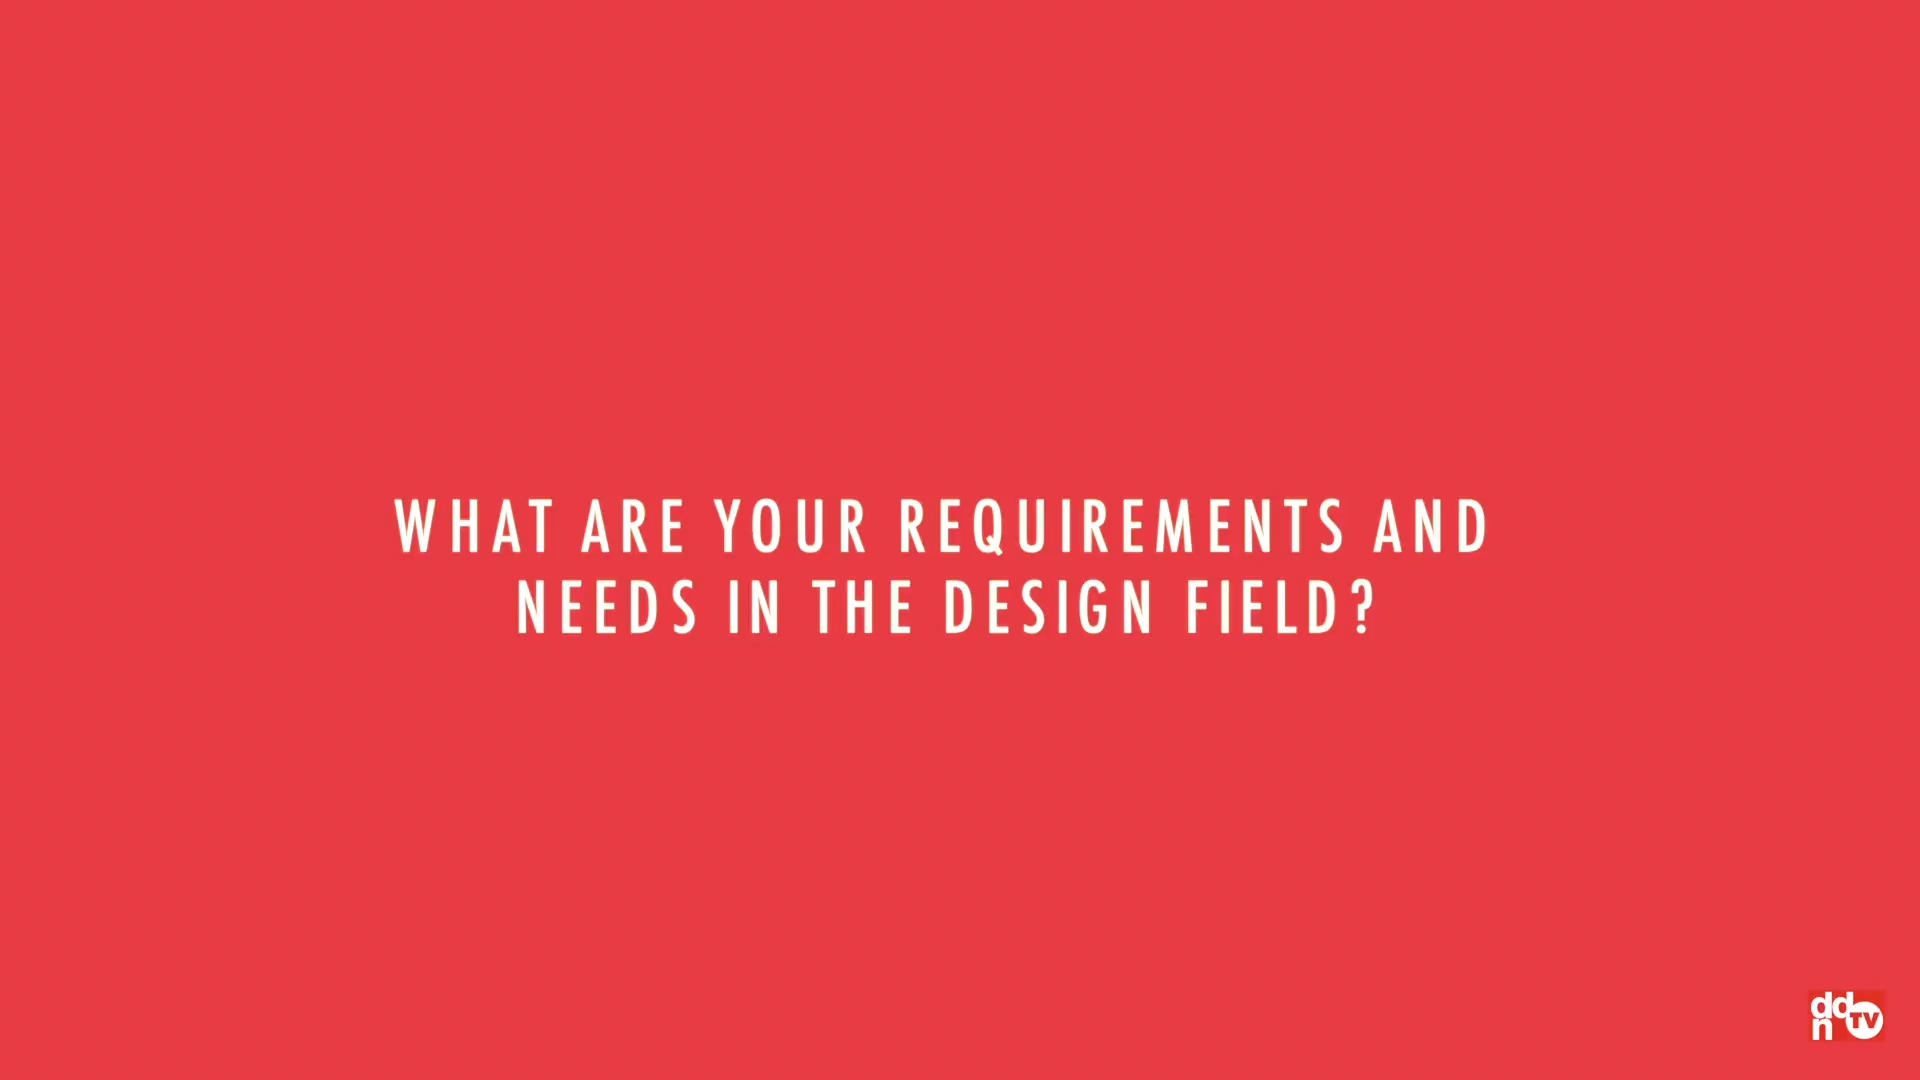 WHAT ARE YOUR REQUIREMENTS AND
NEEDS IN THE DESIGN FIELD?
ddn TV